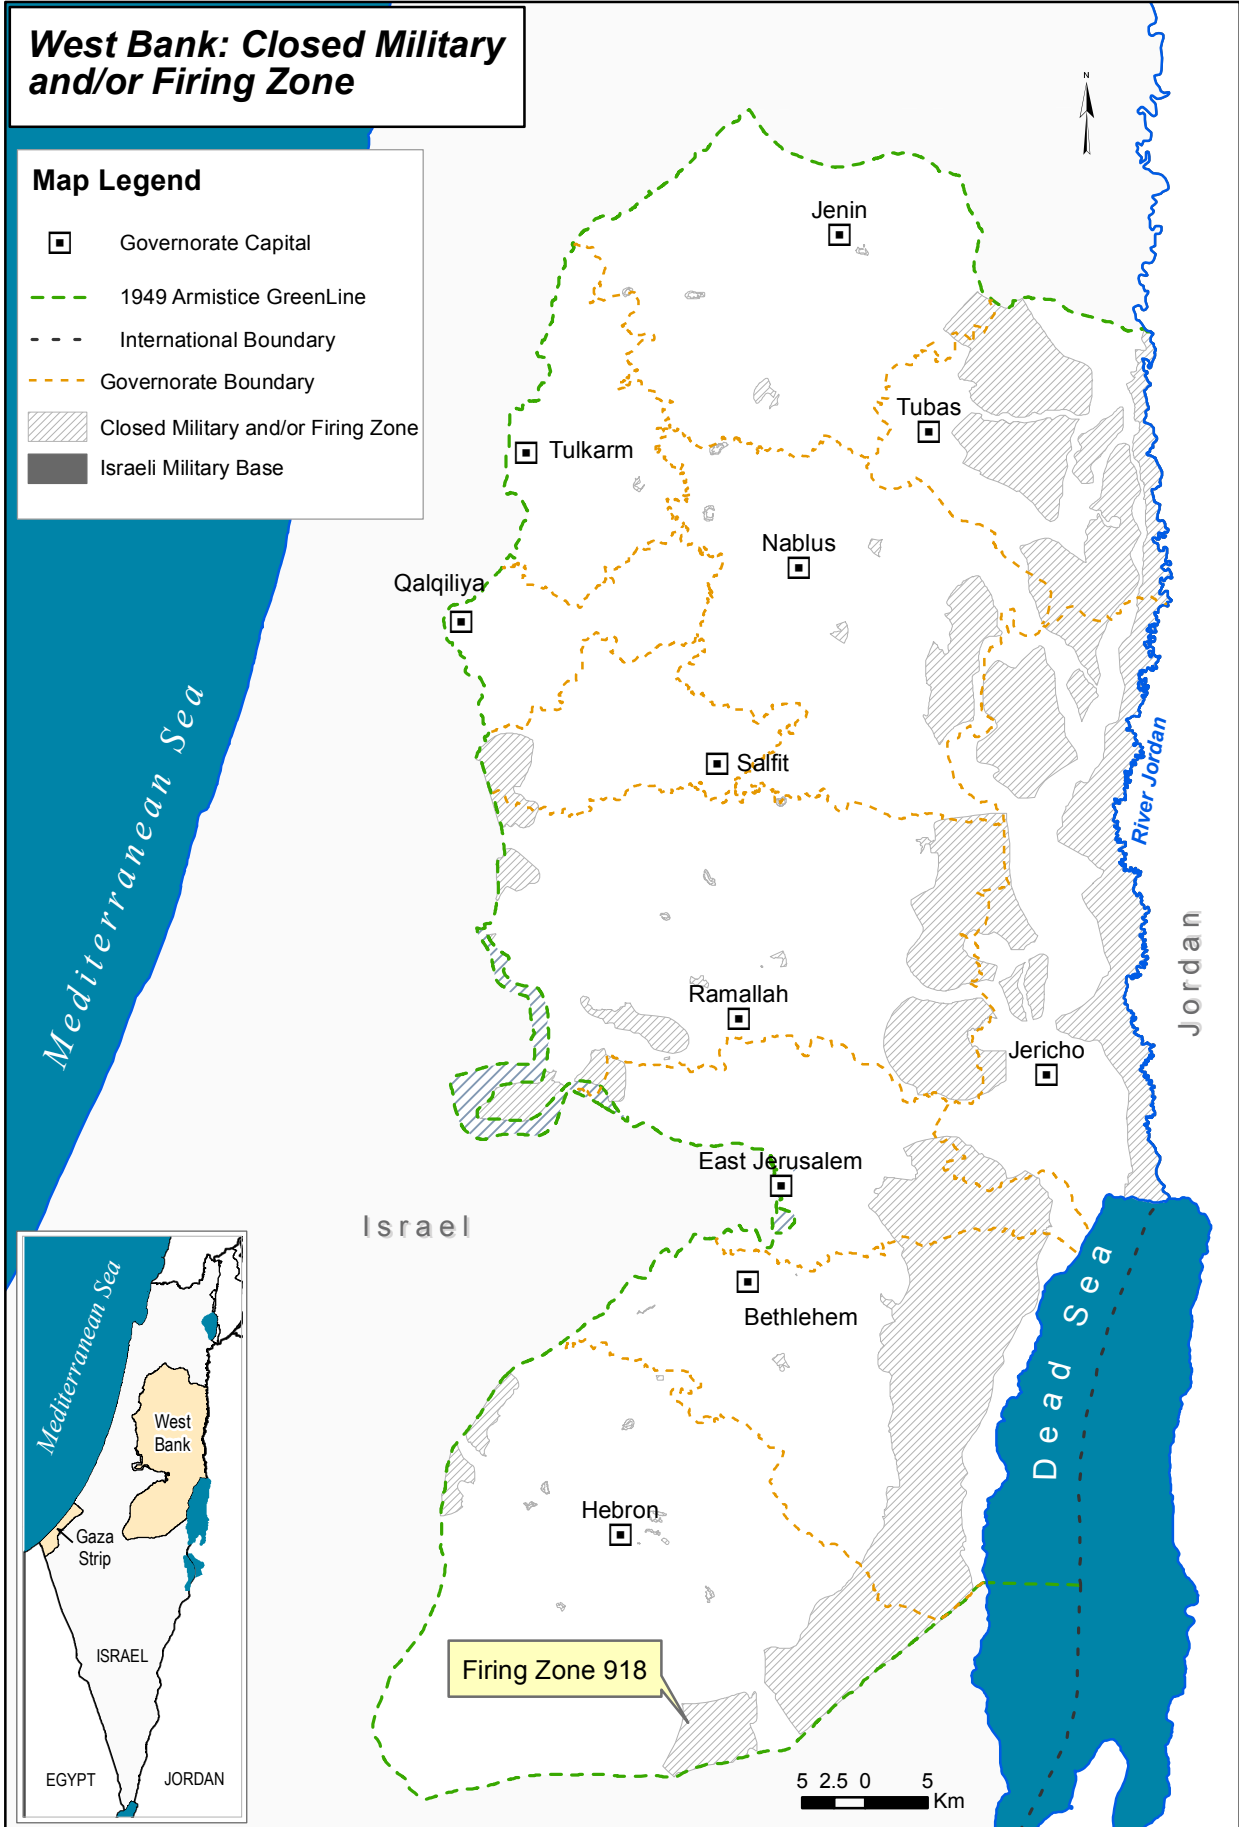 West Bank: Closed Military
and/or Firing Zone
N
Map Legend
Governorate Capital
1949 Armistice GreenLine
International Boundary
Governorate Boundary
Closed Military and/or Firing Zone
Israeli Military Base
Jenin
Tubas
Tulkarm
Nablus
Qalqiliya
Salfit
Mediterranean Sea
River Jordan
Jordan
Ramallah
Jericho
East Jerusalem
Israel
Bethlehem
Dead Sea
Hebron
Firing Zone 918
5 2.5 0 5
Km
Mediterranean Sea
West
Bank
Gaza
Strip
ISRAEL
EGYPT
JORDAN